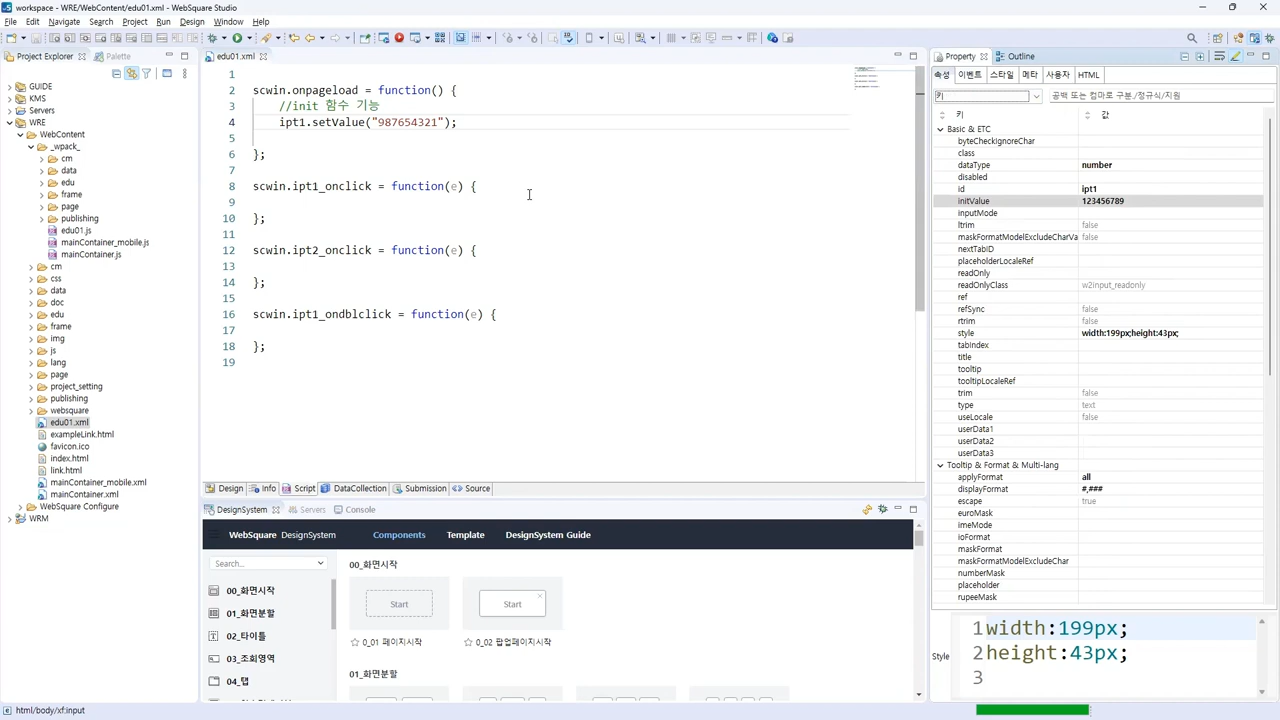 workspace - WRE/WebContent/edu01.xml - WebSquare Studio
File Edit Navigate Search Project Run Design Window Help
Project Explorer
Palette
GUIDE
KMS
Servers
WRE
WebContent
_wpack_
cm
data
edu
frame
page
publishing
edu01.js
mainContainer_mobile.js
mainContainer.js
cm
css
data
doc
edu
frame
img
js
lang
page
project_setting
publishing
websquare
edu01.xml
exampleLink.html
favicon.ico
index.html
link.html
mainContainer_mobile.xml
mainContainer.xml
WebSquare Configure
WRM
edu01.xml
1
2 scwin.onpageload = function() {
3 //init 함수 기능
4 ipt1.setValue("987654321");
5
6 };
7
8 scwin.ipt1_onclick = function(e) {
9
10 };
11
12 scwin.ipt2_onclick = function(e) {
13
14 };
15
16 scwin.ipt1_ondblclick = function(e) {
17
18 };
19
Design Info Script DataCollection Submission Source
DesignSystem Servers Console
WebSquare DesignSystem Components Template DesignSystem Guide
Search...
00_화면시작
01_화면분할
02_타이틀
03_조회영역
04_탭
00_화면시작
Start Start
0_01 페이지시작 0_02 팝업페이지시작
01_화면분할
Property Outline
속성 이벤트 스타일 메타 사용자 HTML
키 공백 또는 컴마로 구분 /정규식/지원
키 값
Basic & ETC
byteCheckIgnoreChar
class
dataType number
disabled
id ipt1
initValue 123456789
inputMode
ltrim false
maskFormatModelExcludeCharVa false
nextTabID
placeholderLocaleRef
readOnly
readOnlyClass w2input_readonly
ref
refSync false
rtrim false
style width:199px;height:43px;
tabIndex
title
tooltip
tooltipLocaleRef
trim false
type text
useLocale false
userData1
userData2
userData3
Tooltip & Format & Multi-lang
applyFormat all
displayFormat #,###
escape true
euroMask
imeMode
ioFormat
maskFormat
maskFormatModelExcludeChar
numberMask
placeholder
rupeeMask
Style
1 width:199px;
2 height:43px;
3
html/body/xf:input